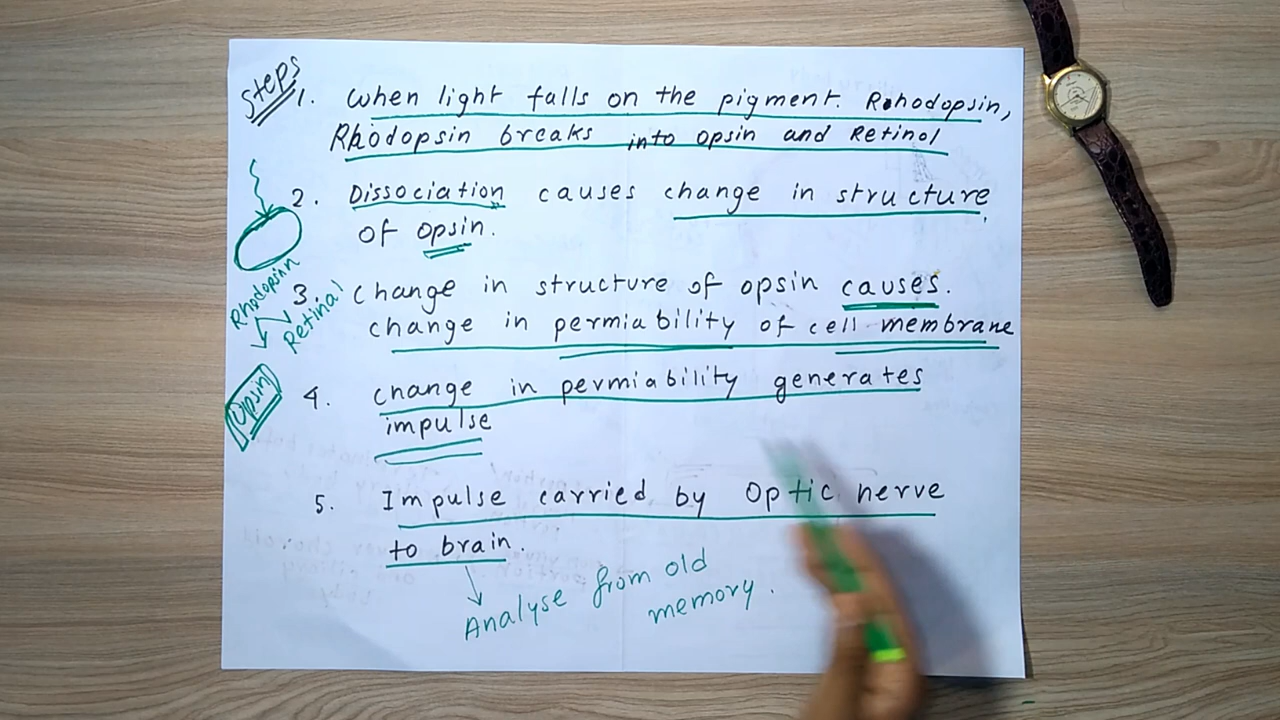 Steps
1. When light falls on the pigment. Rohodopsin,
Rhodopsin breaks into opsin and Retinol
2. Dissociation causes change in structure
of opsin.
3. change in structure of opsin causes.
change in permiability of cell membrane
4. change in permiability generates
impulse
5. Impulse carried by Optic nerve
to brain.
Analyse from old
memory.
Rhodopsin
Retinal
Opsin